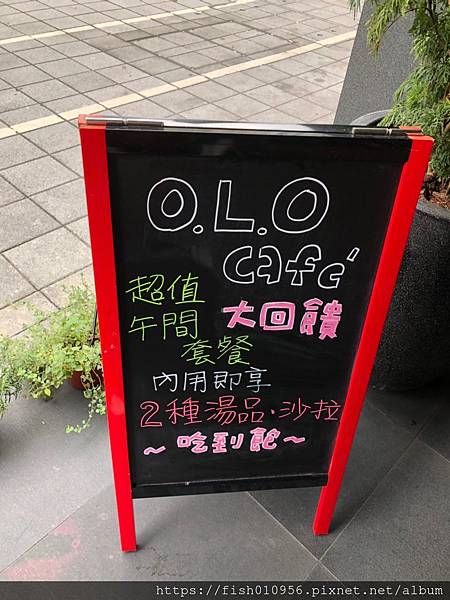 O.L.O
Café
超值
大回饋
午間
套餐
內用即享
2種湯品·沙拉
~吃到飽~
https://fish010956.pixnet.net/album